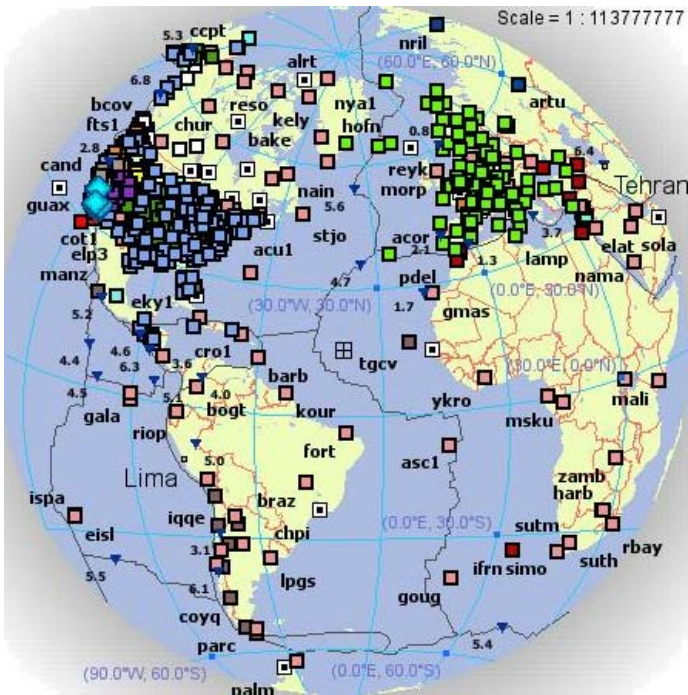 Scale = 1 : 113777777
5.3
ccpt
nril
(60.0°E, 60.0°N)
alrt
6.8
artu
bcov
reso
nya1
fts1
chur
kely
hofn
0.8
bake
2.8
6.4
cand
reyk
Tehran
nain
morp
guax
5.6
cot1
stjo
acor
3.7
elp3
acu1
2.1
lamp
elat
sola
manz
4.7
pdel
1.3
nama
eky1
(30.0°W, 30.0°N)
1.7
(0.0°E, 30.0°N)
5.2
gmas
4.6
4.4
cro1
3.6
tgcv
(30.0°E, 0.0°N)
6.3
barb
4.5
5.1
4.0
ykro
mali
gala
bogt
kour
msku
riop
fort
asc1
5.0
Lima
zamb
braz
harb
ispa
iqqe
(0.0°E, 30.0°S)
sutm
eisl
chpi
rbay
3.1
suth
5.5
lpgs
ifrn
simo
6.1
goug
coyq
5.4
parc
(90.0°W, 60.0°S)
(0.0°E, 60.0°S)
palm